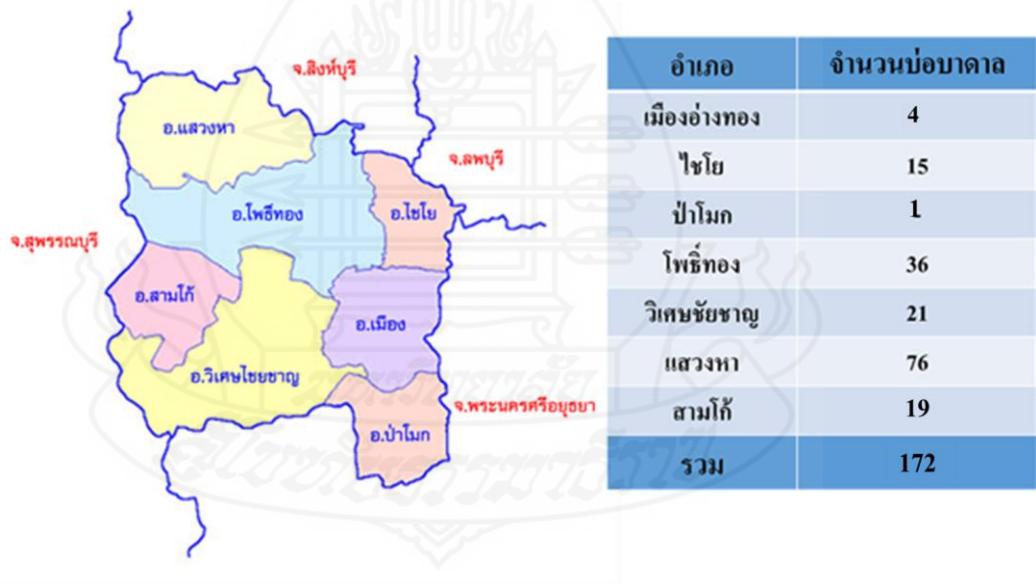 จ.สิงห์บุรี
อ.แสวงหา
จ.ลพบุรี
อ.โพธิ์ทอง
อ.ไชโย
จ.สุพรรณบุรี
อ.สามโก้
อ.เมือง
อ.วิเศษไชยชาญ
จ.พระนครศรีอยุธยา
อ.ป่าโมก
อำเภอ จำนวนบ่อบาดาล
เมืองอ่างทอง 4
ไชโย 15
ป่าโมก 1
โพธิ์ทอง 36
วิเศษชัยชาญ 21
แสวงหา 76
สามโก้ 19
รวม 172